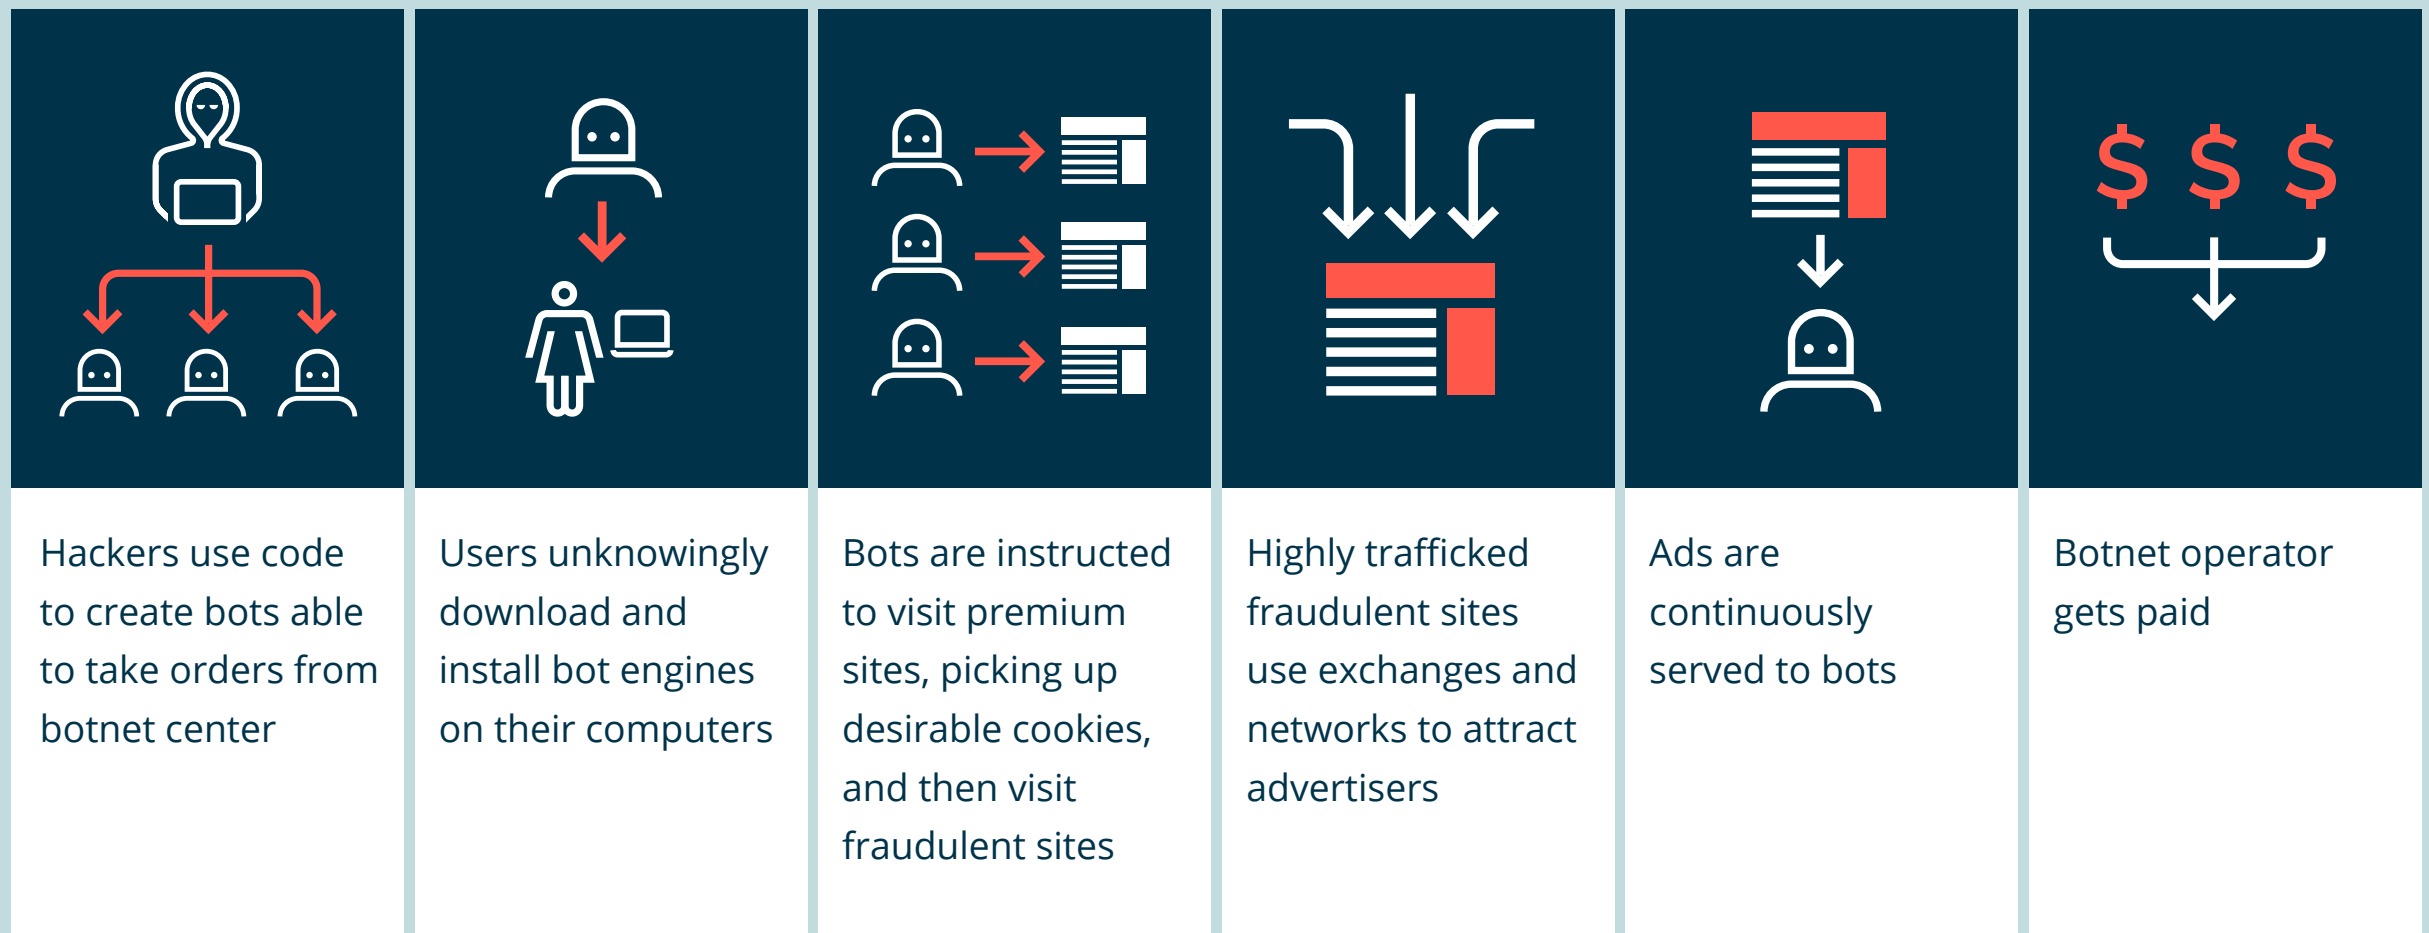 $ $ $
Hackers use code
to create bots able
to take orders from
botnet center
Users unknowingly
download and
install bot engines
on their computers
Bots are instructed
to visit premium
sites, picking up
desirable cookies,
and then visit
fraudulent sites
Highly trafficked
fraudulent sites
use exchanges and
networks to attract
advertisers
Ads are
continuously
served to bots
Botnet operator
gets paid